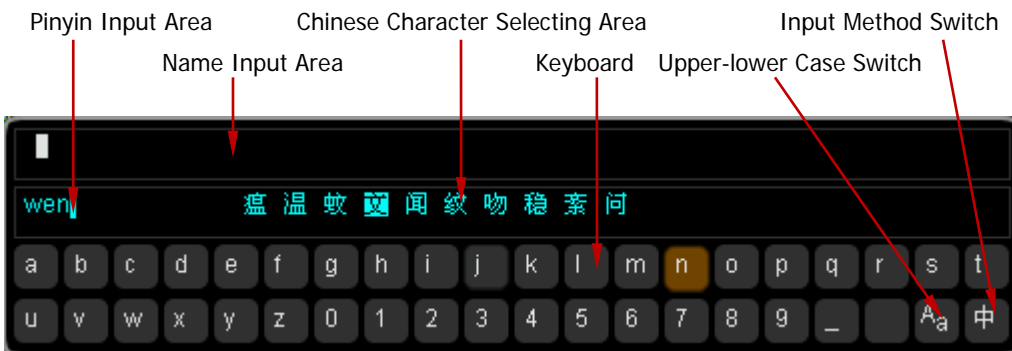 Pinyin Input Area Chinese Character Selecting Area Input Method Switch
Name Input Area Keyboard Upper-lower Case Switch
wen 瘟 温 蚊 文 闻 纹 吻 稳 紊 问
a b c d e f g h i j k l m n o p q r s t
u v w x y z 0 1 2 3 4 5 6 7 8 9 _ Aa 中